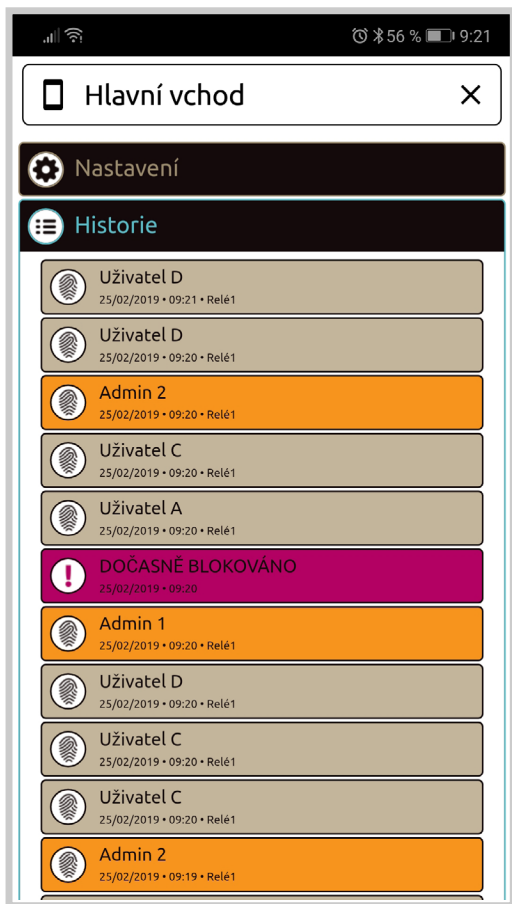 56 % 9:21
Hlavní vchod
Nastavení
Historie
Uživatel D
25/02/2019 • 09:21 • Relé1
Uživatel D
25/02/2019 • 09:20 • Relé1
Admin 2
25/02/2019 • 09:20 • Relé1
Uživatel C
25/02/2019 • 09:20 • Relé1
Uživatel A
25/02/2019 • 09:20 • Relé1
DOČASNĚ BLOKOVÁNO
25/02/2019 • 09:20
Admin 1
25/02/2019 • 09:20 • Relé1
Uživatel D
25/02/2019 • 09:20 • Relé1
Uživatel C
25/02/2019 • 09:20 • Relé1
Uživatel C
25/02/2019 • 09:20 • Relé1
Admin 2
25/02/2019 • 09:19 • Relé1